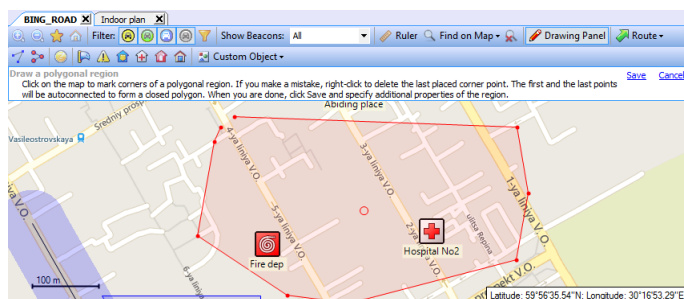 BING_ROAD X Indoor plan X
Filter: Show Beacons: All Ruler Find on Map Drawing Panel Route
Custom Object
Draw a polygonal region
Save Cancel
Click on the map to mark corners of a polygonal region. If you make a mistake, right-click to delete the last placed corner point. The first and the last points
will be autoconnected to form a closed polygon. When you are done, click Save and specify additional properties of the region.
Abiding place
Sredniy prosp
Vasileostrovskaya
4-ya liniya V.O.
3-ya liniya V.O.
1-ya liniya V.O.
5-ya liniya V.O.
2-ya
ulitsa Repina
Hospital No2
Fire dep
6-ya liniya
V.O.
100 m
Latitude: 59°56'35.54"N: Longitude: 30°16'53.29"E